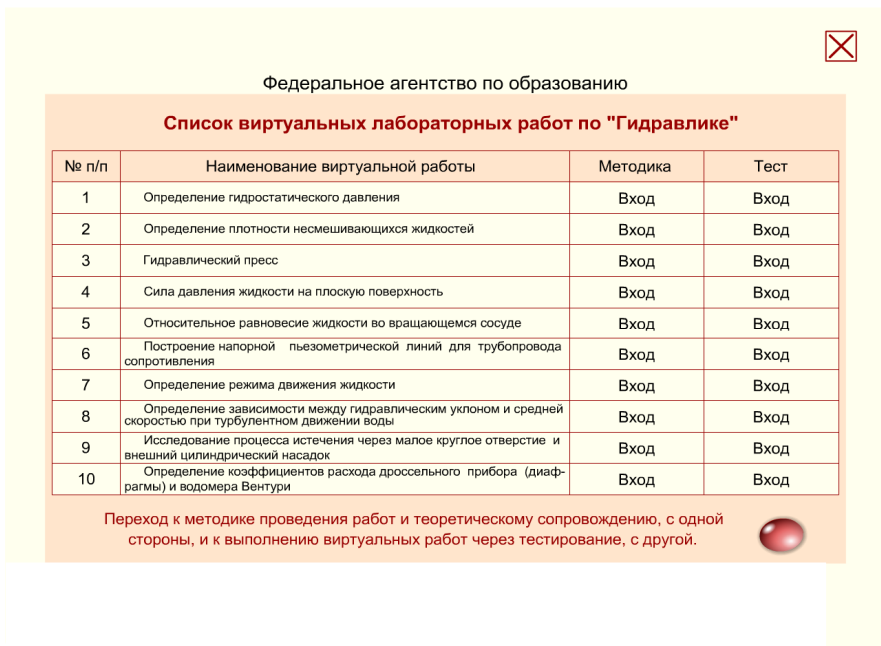 Федеральное агентство по образованию
Список виртуальных лабораторных работ по "Гидравлике"
№ п/п Наименование виртуальной работы Методика Тест
1 Определение гидростатического давления Вход Вход
2 Определение плотности несмешивающихся жидкостей Вход Вход
3 Гидравлический пресс Вход Вход
4 Сила давления жидкости на плоскую поверхность Вход Вход
5 Относительное равновесие жидкости во вращающемся сосуде Вход Вход
6 Построение напорной пьезометрической линий для трубопровода
сопротивления Вход Вход
7 Определение режима движения жидкости Вход Вход
8 Определение зависимости между гидравлическим уклоном и средней
скоростью при турбулентном движении воды Вход Вход
9 Исследование процесса истечения через малое круглое отверстие и
внешний цилиндрический насадок Вход Вход
10 Определение коэффициентов расхода дроссельного прибора (диаф-
рагмы) и водомера Вентури Вход Вход
Переход к методике проведения работ и теоретическому сопровождению, с одной
стороны, и к выполнению виртуальных работ через тестирование, с другой.